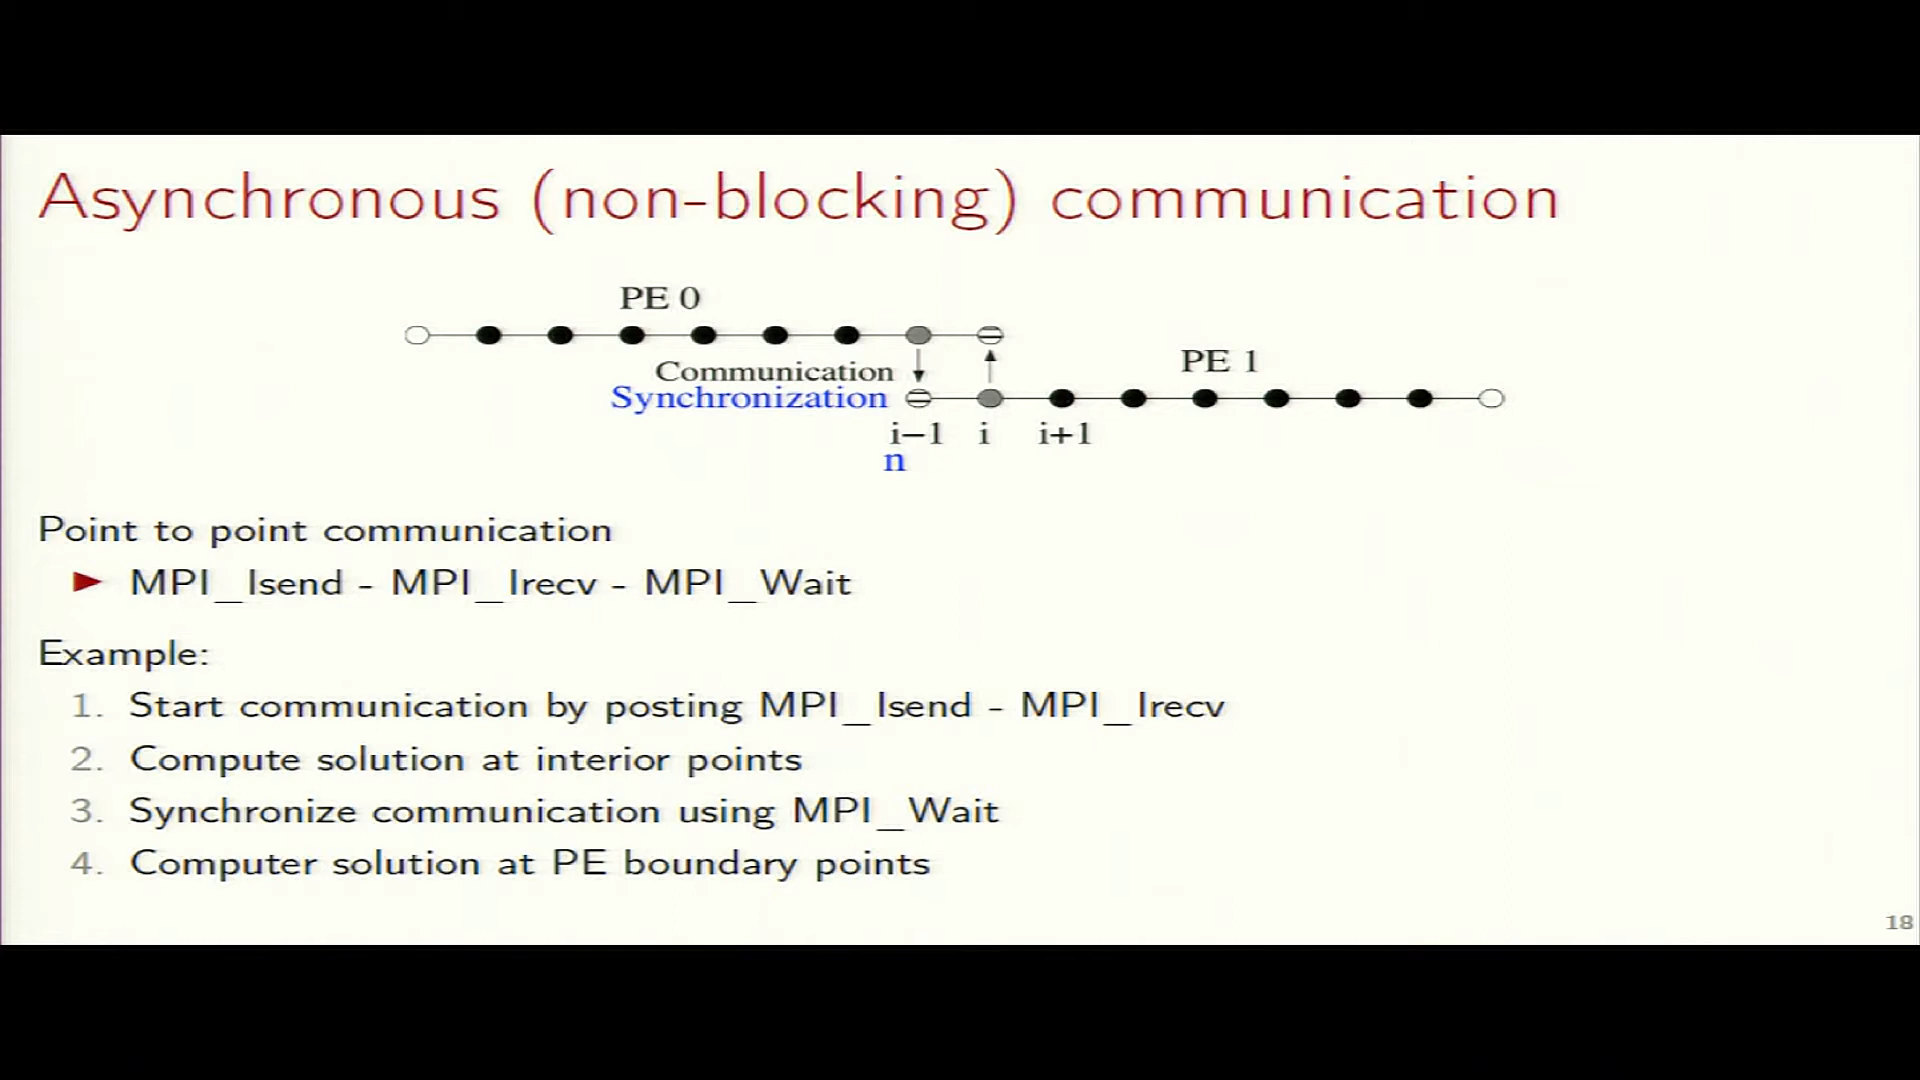 Asynchronous (non-blocking) communication
PE 0
Communication
PE 1
Synchronization
i−1 i i+1
n
Point to point communication
► MPI_Isend - MPI_Irecv - MPI_Wait
Example:
1. Start communication by posting MPI_Isend - MPI_Irecv
2. Compute solution at interior points
3. Synchronize communication using MPI_Wait
4. Computer solution at PE boundary points
18